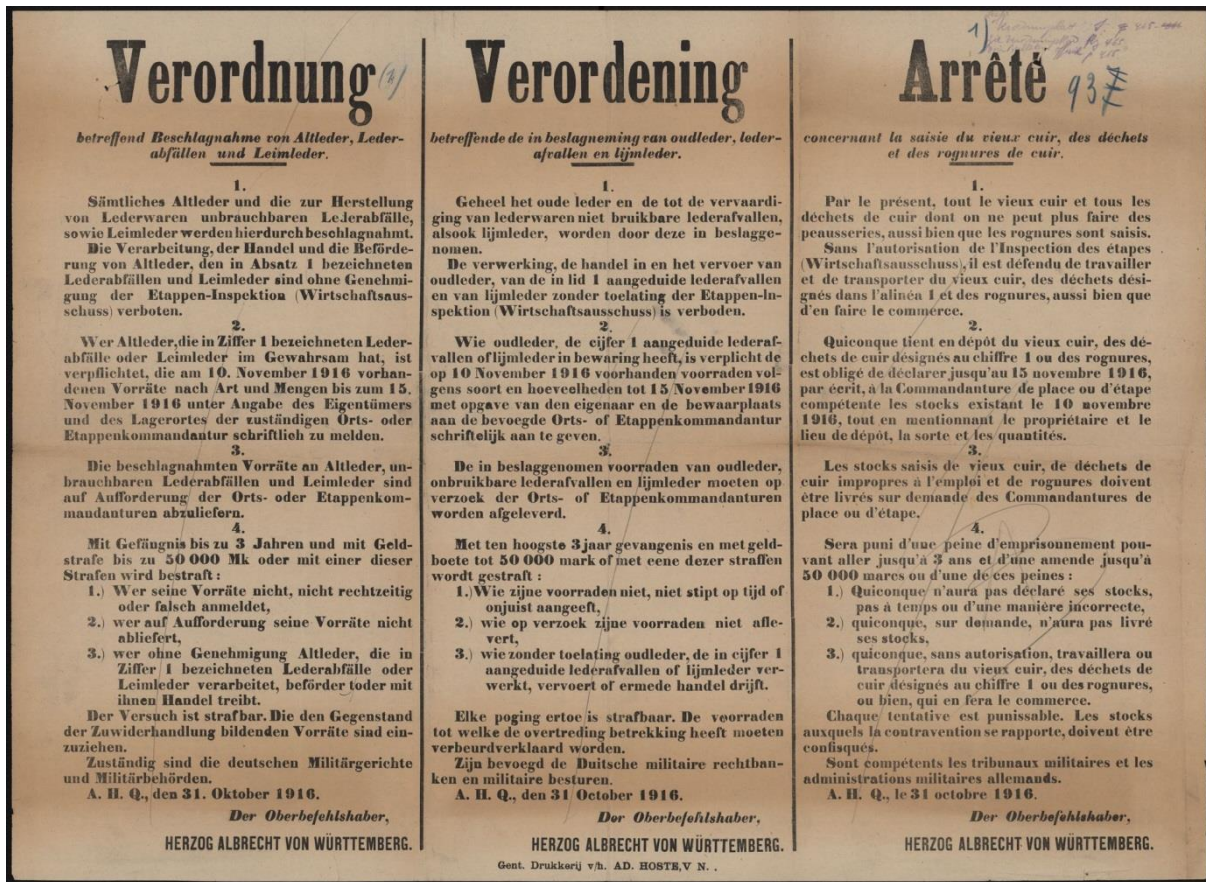 Verordnung
betreffend Beschlagnahme von Altleder, Leder-
abfällen und Leimleder.
1.
Sämtliches Altleder und die zur Herstellung
von Lederwaren unbrauchbaren Lederabfälle,
sowie Leimleder werden hierdurch beschlagnahmt.
Die Verarbeitung, der Handel und die Beförde-
rung von Altleder, den in Absatz 1 bezeichneten
Lederabfällen und Leimleder sind ohne Genehmi-
gung der Etappen-Inspektion (Wirtschaftsaus-
schuss) verboten.
2.
Wer Altleder, die in Ziffer 1 bezeichneten Leder-
abfälle oder Leimleder im Gewahrsam hat, ist
verpflichtet, die am 10. November 1916 vorhan-
denen Vorräte nach Art und Mengen bis zum 15.
November 1916 unter Angabe des Eigentümers
und des Lagerortes der zuständigen Orts- oder
Etappenkommandantur schriftlich zu melden.
3.
Die beschlagnahmten Vorräte an Altleder, un-
brauchbaren Lederabfällen und Leimleder sind
auf Aufforderung der Orts- oder Etappenkom-
mandanturen abzuliefern.
4.
Mit Gefängnis bis zu 3 Jahren und mit Geld-
strafe bis zu 50 000 Mk oder mit einer dieser
Strafen wird bestraft :
1.) Wer seine Vorräte nicht, nicht rechtzeitig
oder falsch anmeldet,
2.) wer auf Aufforderung seine Vorräte nicht
abliefert,
3.) wer ohne Genehmigung Altleder, die in
Ziffer 1 bezeichneten Lederabfälle oder
Leimleder verarbeitet, beförder toder mit
ihnen Handel treibt.
Der Versuch ist strafbar. Die den Gegenstand
der Zuwiderhandlung bildenden Vorräte sind ein-
zuziehen.
Zuständig sind die deutschen Militärgerichte
und Militärbehörden.
A. H. Q., den 31. Oktober 1916.
Der Oberbefehlshaber,
HERZOG ALBRECHT VON WÜRTTEMBERG.
Verordening
betreffende de in beslagneming van oudleder, leder-
afvallen en lijmleder.
1.
Geheel het oude leder en de tot de vervaardi-
ging van lederwaren niet bruikbare lederafvallen,
alsook lijmleder, worden door deze in beslagge-
nomen.
De verwerking, de handel in en het vervoer van
oudleder, van de in lid 1 aangeduide lederafvallen
en van lijmleder zonder toelating der Etappen-In-
spektion (Wirtschaftsausschuss) is verboden.
2.
Wie oudleder, de cijfer 1 aangeduide lederaf-
vallen of lijmleder in bewaring heeft, is verplicht de
op 10 November 1916 voorhanden voorraden vol-
gens soort en hoeveelheden tot 15 November 1916
met opgave van den eigenaar en de bewaarplaats
aan de bevoegde Orts- of Etappenkommandantur
schriftelijk aan te geven.
3.
De in beslaggenomen voorraden van oudleder,
onbruikbare lederafvallen en lijmleder moeten op
verzoek der Orts- of Etappenkommandanturen
worden afgeleverd.
4.
Met ten hoogste 3 jaar gevangenis en met geld-
boete tot 50 000 mark of met eene dezer straffen
wordt gestraft :
1.) Wie zijne voorraden niet, niet stipt op tijd of
onjuist aangeeft,
2.) wie op verzoek zijne voorraden niet afle-
vert,
3.) wie zonder toelating oudleder, de in cijfer 1
aangeduide lederafvallen of lijmleder ver-
werkt, vervoert of ermede handel drijft.
Elke poging ertoe is strafbaar. De voorraden
tot welke de overtreding betrekking heeft moeten
verbeurdverklaard worden.
Zijn bevoegd de Duitsche militaire rechtban-
ken en militaire besturen.
A. H. Q., den 31 October 1916.
Der Oberbefehlshaber,
HERZOG ALBRECHT VON WÜRTTEMBERG.
Gent. Drukkerij v/h. AD. HOSTE, V N. .
Arrêté
937
concernant la saisie du vieux cuir, des déchets
et des rognures de cuir.
1.
Par le présent, tout le vieux cuir et tous les
déchets de cuir dont on ne peut plus faire des
peausseries, aussi bien que les rognures sont saisis.
Sans l'autorisation de l'Inspection des étapes
(Wirtschaftsausschuss), il est défendu de travailler
et de transporter du vieux cuir, des déchets dési-
gnés dans l'alinéa 1 et des rognures, aussi bien que
d'en faire le commerce.
2.
Quiconque tient en dépôt du vieux cuir, des dé-
chets de cuir désignés au chiffre 1 ou des rognures,
est obligé de déclarer jusqu'au 15 novembre 1916,
par écrit, à la Commandanture de place ou d'étape
compétente les stocks existant le 10 novembre
1916, tout en mentionnant le propriétaire et le
lieu de dépôt, la sorte et les quantités.
3.
Les stocks saisis de vieux cuir, de déchets de
cuir impropres à l'emploi et de rognures doivent
être livrés sur demande des Commandantures de
place ou d'étape.
4.
Sera puni d'une peine d'emprisonnement pou-
vant aller jusqu'à 3 ans et d'une amende jusqu'à
50 000 marcs ou d'une de ces peines :
1.) Quiconque n'aura pas déclaré ses stocks,
pas à temps ou d'une manière incorrecte,
2.) quiconque, sur demande, n'aura pas livré
ses stocks,
3.) quiconque, sans autorisation, travaillera ou
transportera du vieux cuir, des déchets de
cuir désignés au chiffre 1 ou des rognures,
ou bien, qui en fera le commerce.
Chaque tentative est punissable. Les stocks
auxquels la contravention se rapporte, doivent être
confisqués.
Sont compétents les tribunaux militaires et les
administrations militaires allemands.
A. H. Q., le 31 octobre 1916.
Der Oberbefehlshaber,
HERZOG ALBRECHT VON WÜRTTEMBERG.